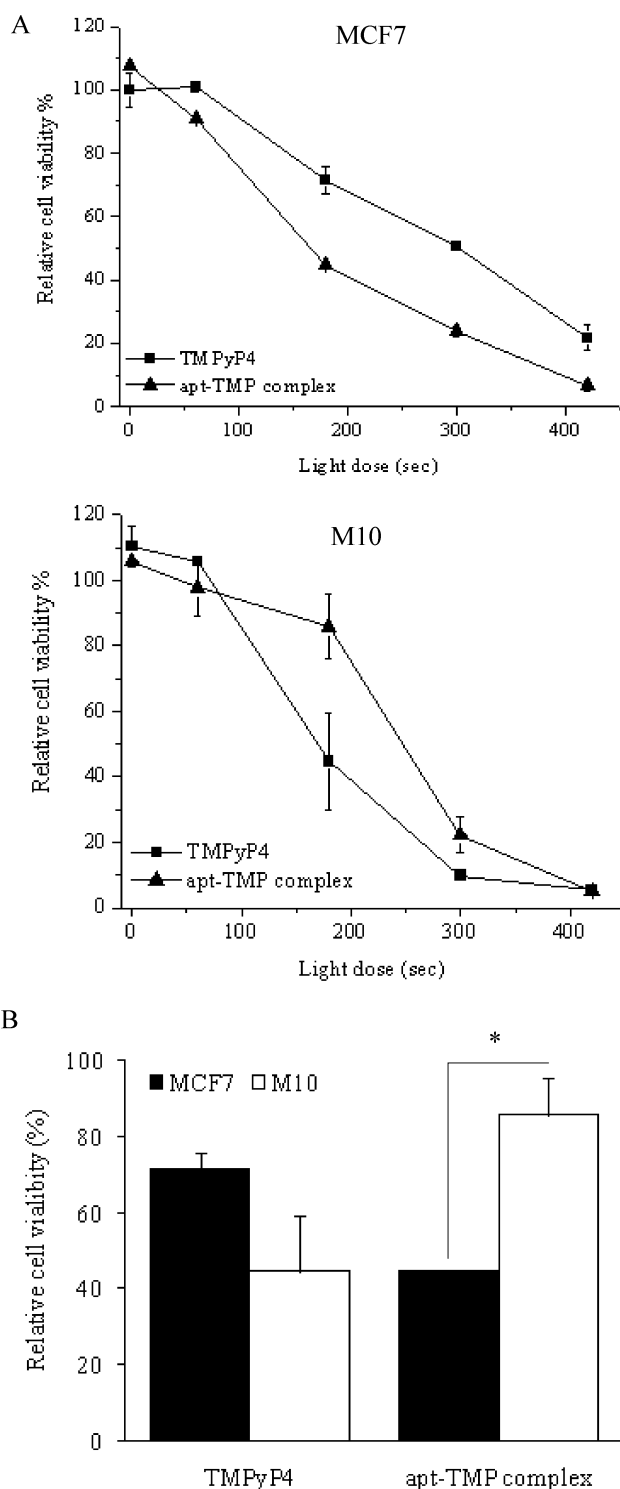 A
MCF7
120
100
80
60
40
20
0
Relative cell viability %
TMPyP4
apt-TMP complex
0 100 200 300 400
Light dose (sec)
M10
120
100
80
60
40
20
0
Relative cell viability %
TMPyP4
apt-TMP complex
0 100 200 300 400
Light dose (sec)
B
*
100
80
60
40
20
0
Relative cell vialibity (%)
MCF7 M10
TMPyP4 apt-TMP complex